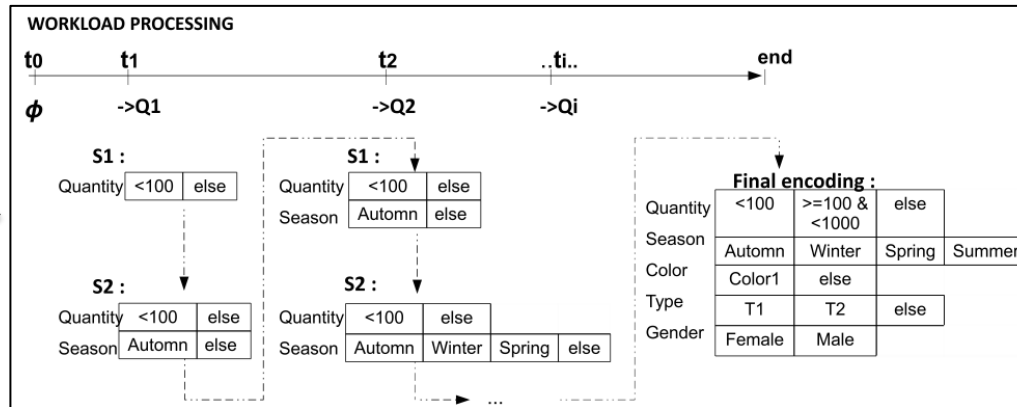 WORKLOAD PROCESSING
t0 t1 t2 ..ti.. end
ϕ ->Q1 ->Q2 ->Qi
S1 :
Quantity <100 else
S2 :
Quantity <100 else
Season Automn else
S1 :
Quantity <100 else
Season Automn else
S2 :
Quantity <100 else
Season Automn Winter Spring else
...
Final encoding :
Quantity <100 >=100 & <1000 else
Season Automn Winter Spring Summer
Color Color1 else
Type T1 T2 else
Gender Female Male